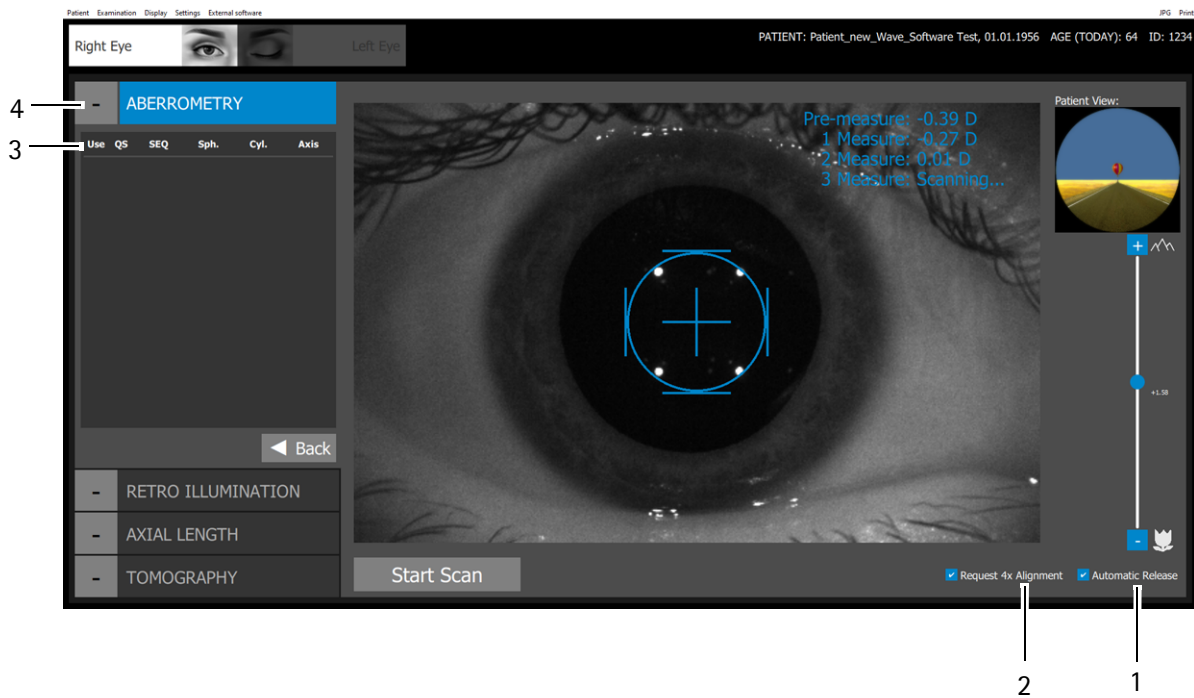 Patient Examination Display Settings External software JPG Print
Right Eye Left Eye PATIENT: Patient_new_Wave_Software Test, 01.01.1956 AGE (TODAY): 64 ID: 1234
4 - ABERROMETRY
Patient View:
Pre-measure: -0.39 D
1 Measure: -0.27 D
2 Measure: 0.01 D
3 Measure: Scanning...
3 Use QS SEQ Sph. Cyl. Axis
+
+1.58
Back
- RETRO ILLUMINATION
- AXIAL LENGTH
-
- TOMOGRAPHY
Start Scan Request 4x Alignment Automatic Release
2 1